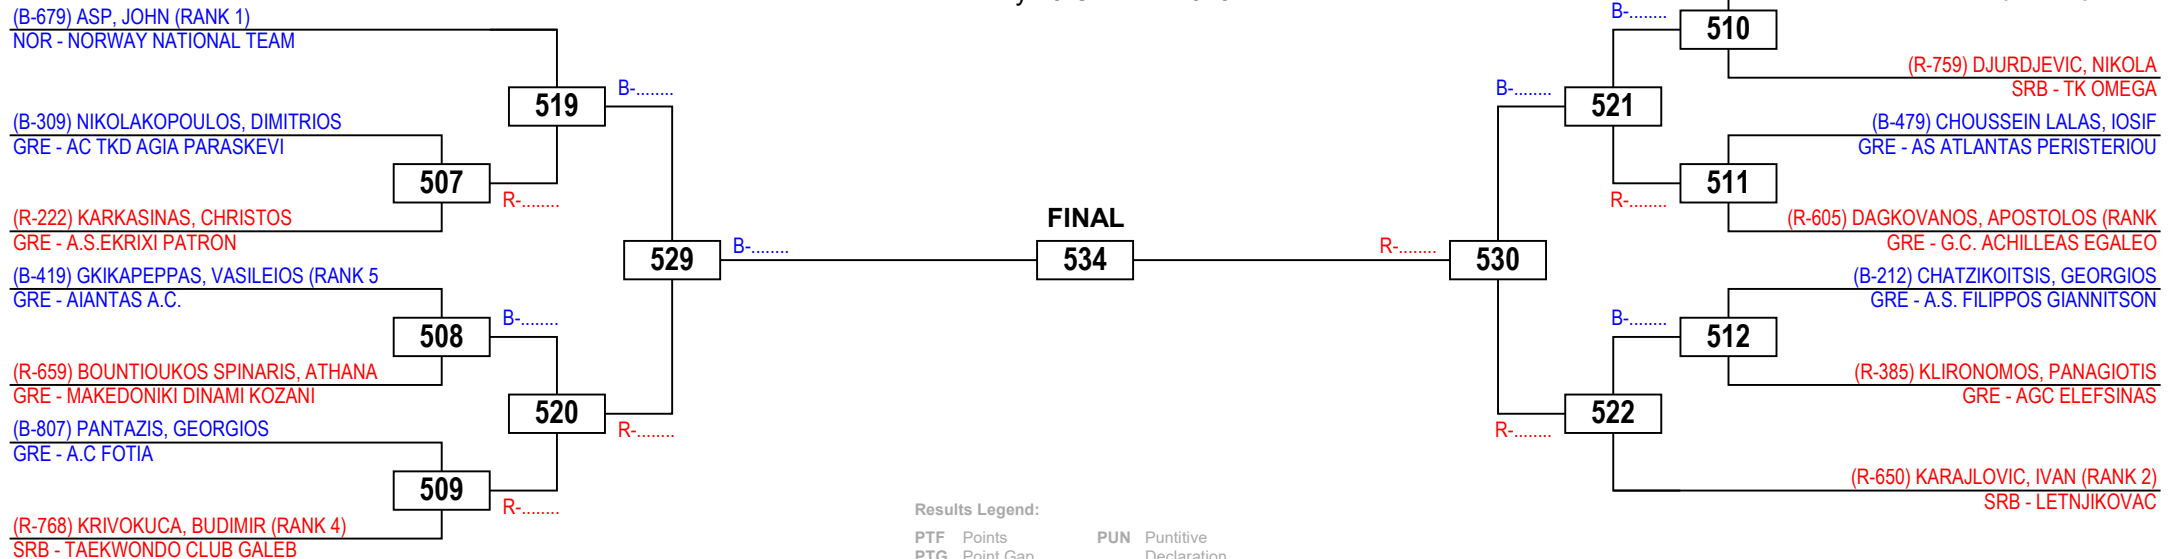 (B-679) ASP, JOHN (RANK 1)
NOR - NORWAY NATIONAL TEAM
519
B-........
(B-309) NIKOLAKOPOULOS, DIMITRIOS
GRE - AC TKD AGIA PARASKEVI
507
R-........
(R-222) KARKASINAS, CHRISTOS
GRE - A.S.EKRIXI PATRON
529
B-........
(B-419) GKIKAPEPPAS, VASILEIOS (RANK 5
GRE - AIANTAS A.C.
508
B-........
(R-659) BOUNTIOUKOS SPINARIS, ATHANA
GRE - MAKEDONIKI DINAMI KOZANI
520
R-........
(B-807) PANTAZIS, GEORGIOS
GRE - A.C FOTIA
509
R-........
(R-768) KRIVOKUCA, BUDIMIR (RANK 4)
SRB - TAEKWONDO CLUB GALEB
FINAL
534
B-........
510
(R-759) DJURDJEVIC, NIKOLA
SRB - TK OMEGA
B-........
521
(B-479) CHOUSSEIN LALAS, IOSIF
GRE - AS ATLANTAS PERISTERIOU
511
R-........
(R-605) DAGKOVANOS, APOSTOLOS (RANK
GRE - G.C. ACHILLEAS EGALEO
R-........
530
(B-212) CHATZIKOITSIS, GEORGIOS
GRE - A.S. FILIPPOS GIANNITSON
B-........
512
(R-385) KLIRONOMOS, PANAGIOTIS
GRE - AGC ELEFSINAS
522
R-........
(R-650) KARAJLOVIC, IVAN (RANK 2)
SRB - LETNJIKOVAC
Results Legend:
PTF Points PUN Puntitive
PTG Point Gap Declaration